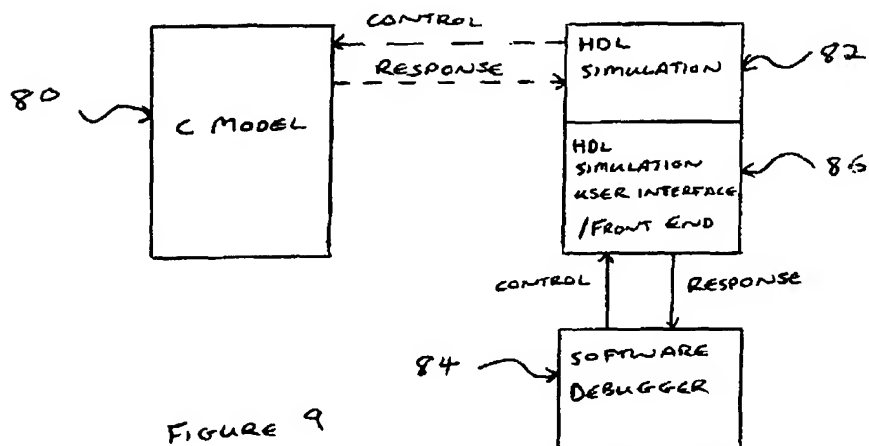 CONTROL
RESPONSE
80
C MODEL
HDL
SIMULATION
82
HDL
SIMULATION
USER INTERFACE
/FRONT END
86
CONTROL
RESPONSE
84
SOFTWARE
DEBUGGER
FIGURE 9